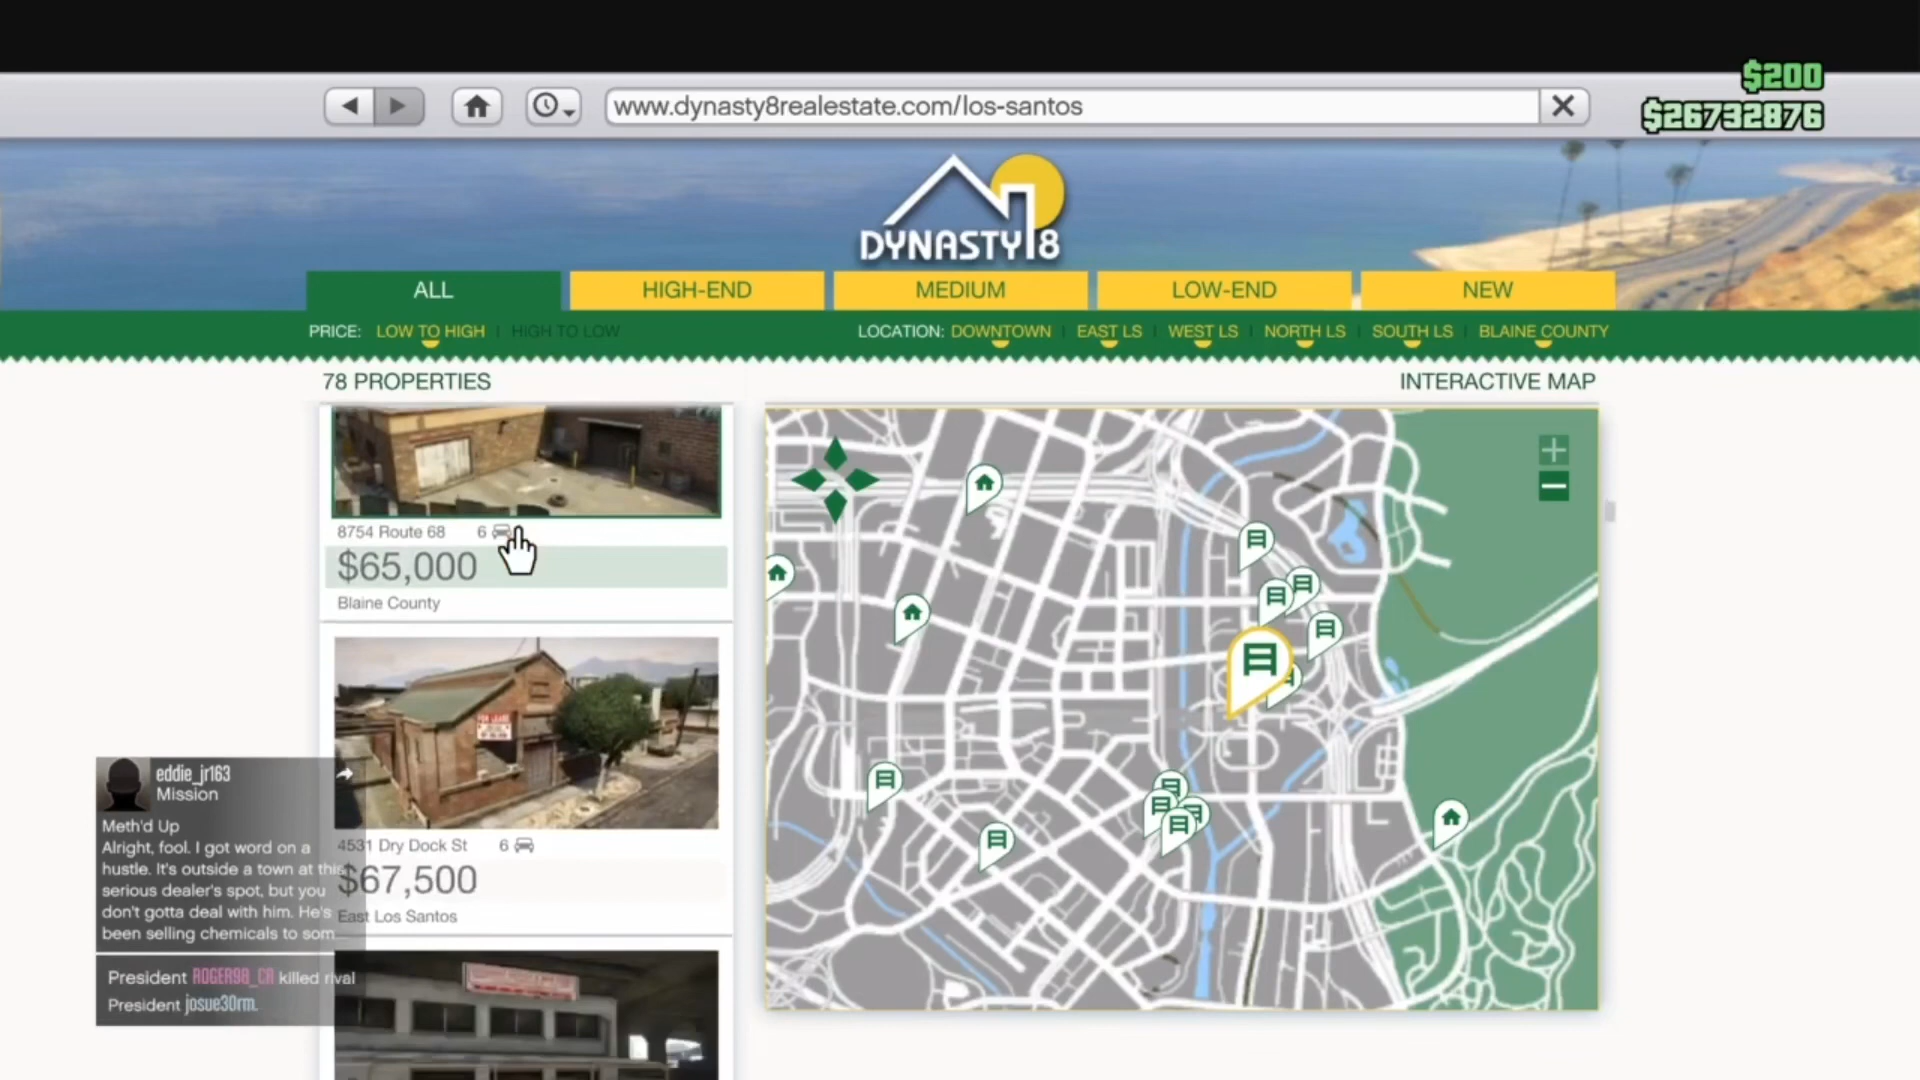 $200
$26732876
www.dynasty8realestate.com/los-santos
DYNASTY 8
ALL
HIGH-END
MEDIUM
LOW-END
NEW
PRICE: LOW TO HIGH | HIGH TO LOW
LOCATION: DOWNTOWN | EAST LS | WEST LS | NORTH LS | SOUTH LS | BLAINE COUNTY
78 PROPERTIES
INTERACTIVE MAP
8754 Route 68 6
$65,000
Blaine County
FOR LEASE
4531 Dry Dock St 6
$67,500
East Los Santos
eddie_jr163
Mission
Meth'd Up
Alright, fool. I got word on a
hustle. It's outside a town at this
serious dealer's spot, but you
don't gotta deal with him. He's
been selling chemicals to som
President ROGER98_CA killed rival
President josue30rm.